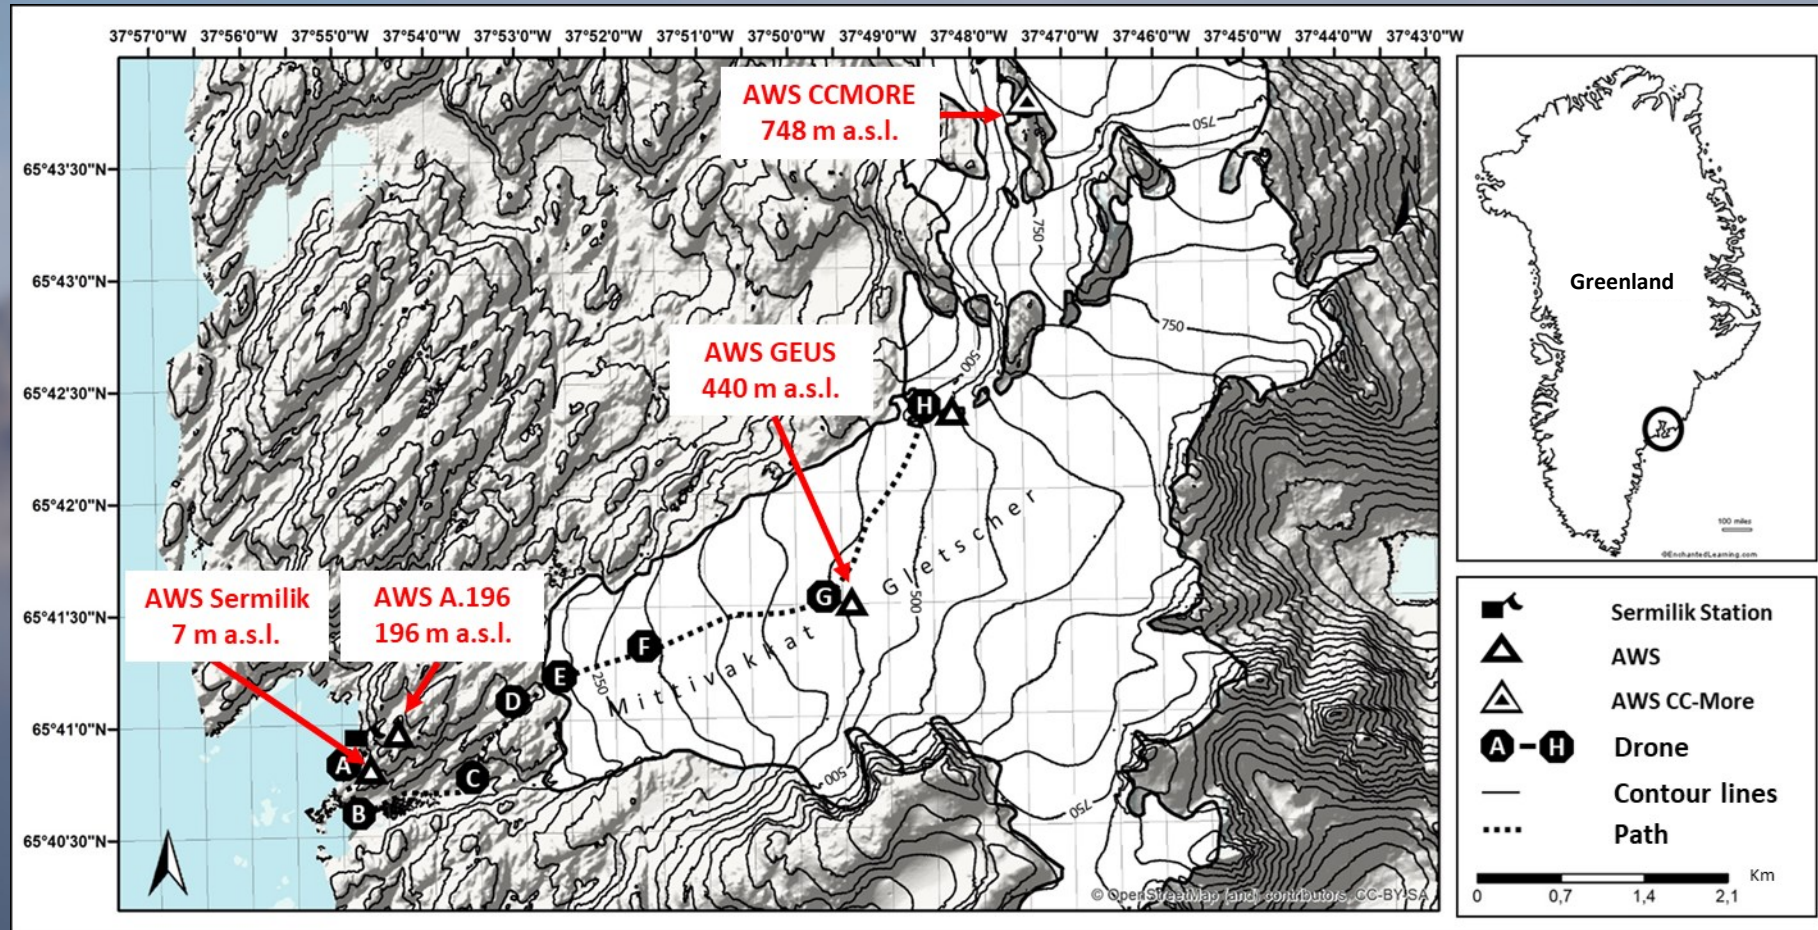 37°57'0"W 37°56'0"W 37°55'0"W 37°54'0"W 37°53'0"W 37°52'0"W 37°51'0"W 37°50'0"W 37°49'0"W 37°48'0"W 37°47'0"W 37°46'0"W 37°45'0"W 37°44'0"W 37°43'0"W
65°43'30"N
65°43'0"N
65°42'30"N
65°42'0"N
65°41'30"N
65°41'0"N
65°40'30"N
AWS CCMORE
748 m a.s.l.
750
750
750
AWS GEUS
440 m a.s.l.
500
H
AWS Sermilik
7 m a.s.l.
AWS A.196
196 m a.s.l.
G
500
F
E
D
250
Mittivakkat Gletscher
A
C
B
500
750
© OpenStreetMap (and) contributors, CC-BY-SA
Greenland
100 miles
©EnchantedLearning.com
Sermilik Station
AWS
AWS CC-More
A - H Drone
Contour lines
Path
Km
0 0,7 1,4 2,1